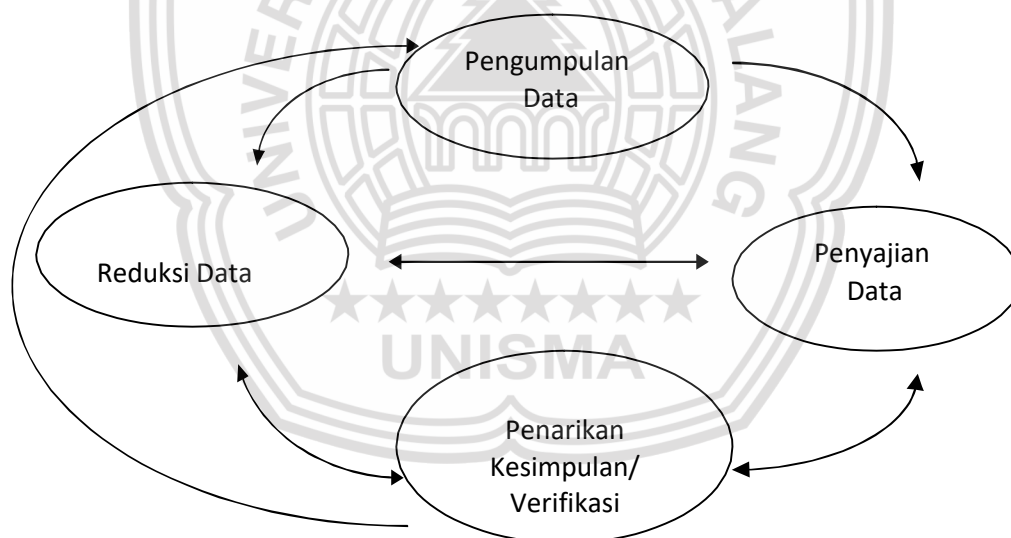 Pengumpulan
Data
Reduksi Data
Penyajian
Data
Penarikan
Kesimpulan/
Verifikasi
UNISMA